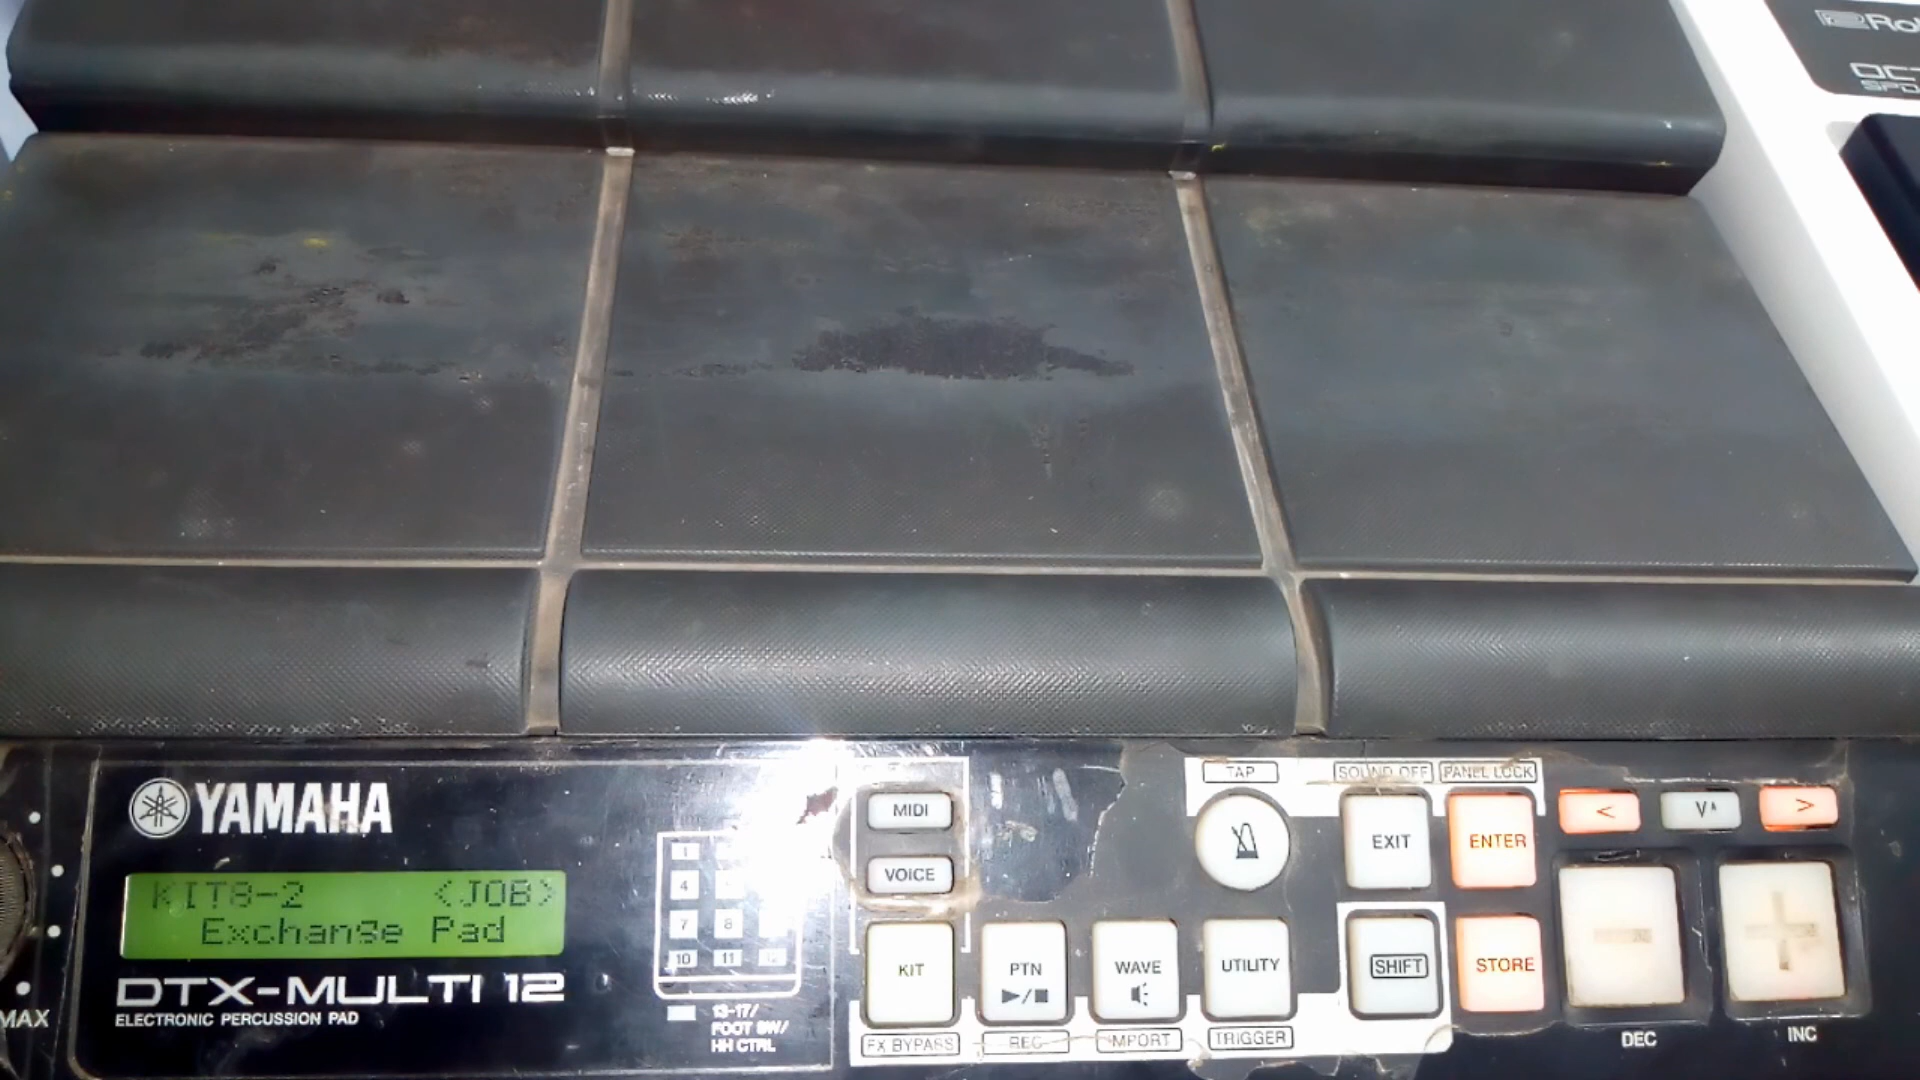 YAMAHA
KIT8-2 <JOB>
Exchange Pad
DTX-MULTI 12
ELECTRONIC PERCUSSION PAD
MAX
1
4
7 8
10 11 12
13-17/
FOOT SW/
HH CTRL
MIDI
VOICE
KIT
PTN
WAVE
UTILITY
FX BYPASS
REC
IMPORT
TRIGGER
TAP
SOUND OFF
PANEL LOCK
EXIT
ENTER
SHIFT
STORE
< V^ >
DEC
INC